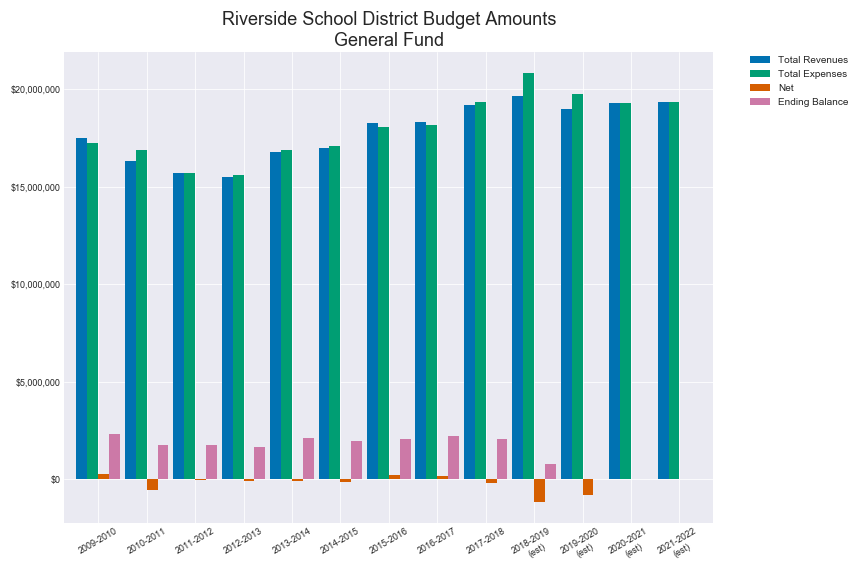 Riverside School District Budget Amounts
General Fund
Total Revenues
Total Expenses
Net
Ending Balance
$20,000,000
$15,000,000
$10,000,000
$5,000,000
$0
2009-2010
2010-2011
2011-2012
2012-2013
2013-2014
2014-2015
2015-2016
2016-2017
2017-2018
2018-2019
(est)
2019-2020
(est)
2020-2021
(est)
2021-2022
(est)